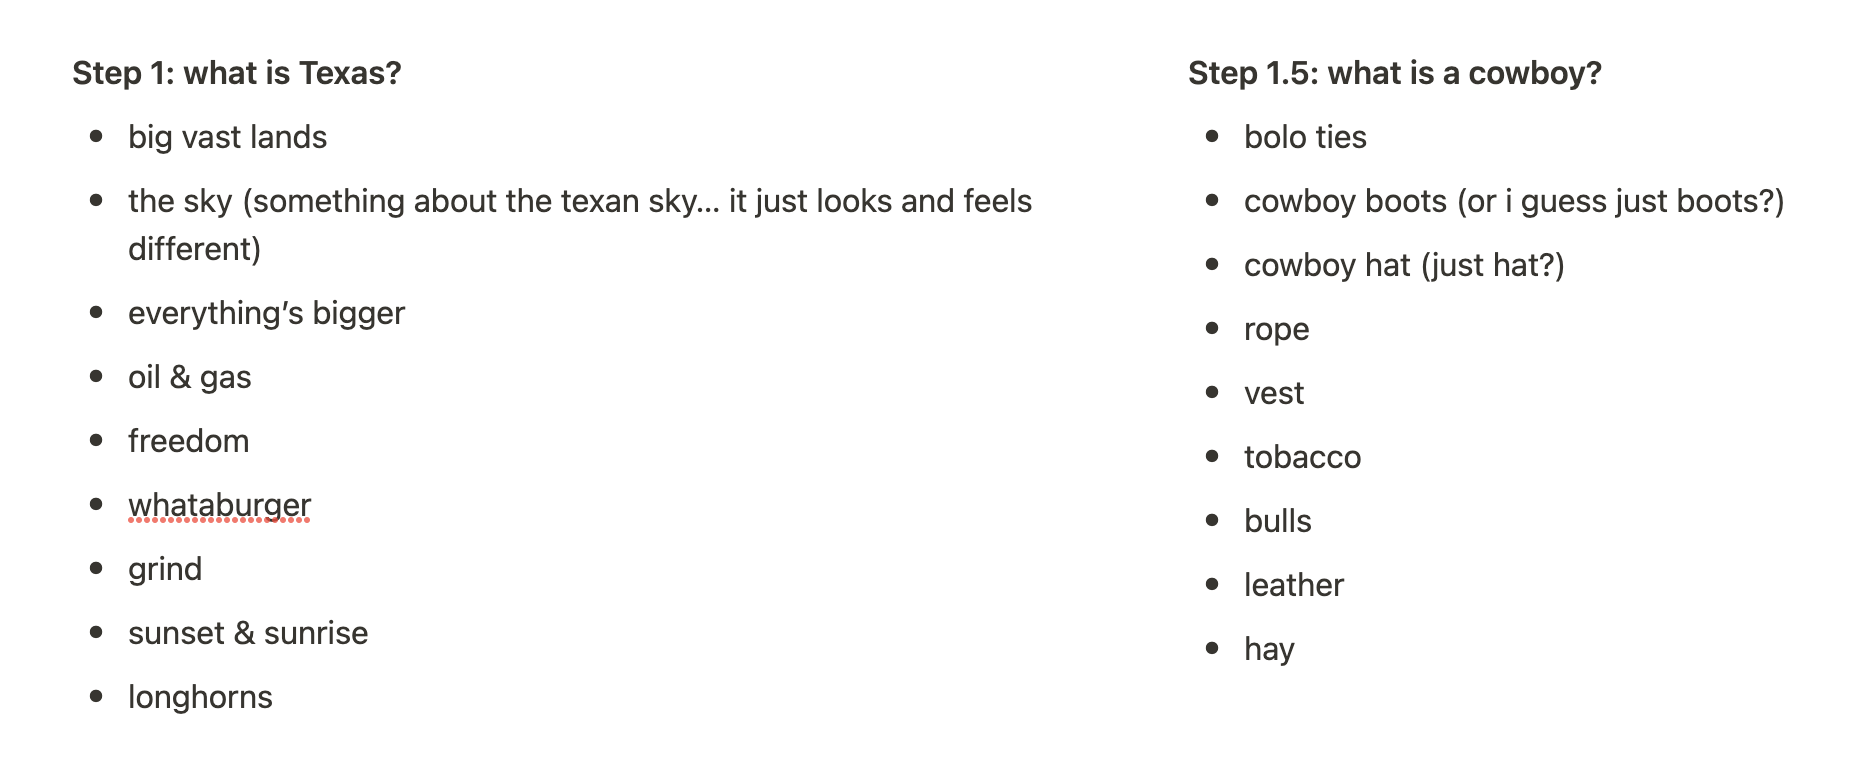 Step 1: what is Texas?
• big vast lands
• the sky (something about the texan sky... it just looks and feels
different)
• everything's bigger
• oil & gas
• freedom
• whataburger
• grind
• sunset & sunrise
• longhorns
Step 1.5: what is a cowboy?
• bolo ties
• cowboy boots (or i guess just boots?)
• cowboy hat (just hat?)
• rope
• vest
• tobacco
• bulls
• leather
• hay